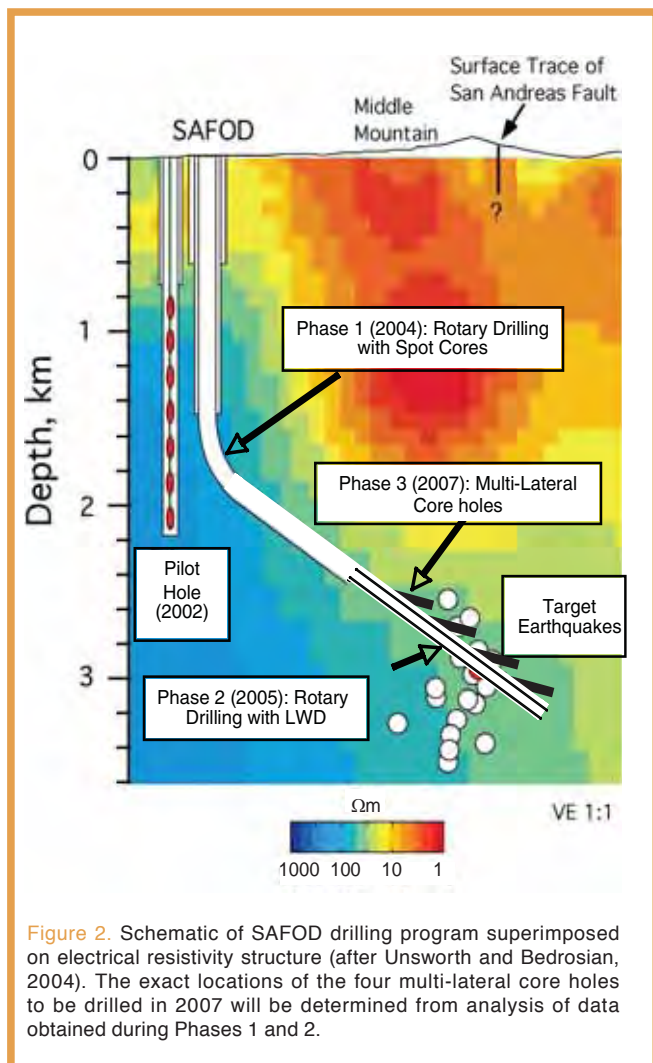 Surface Trace of
San Andreas Fault
Middle
Mountain
SAFOD
0
?
1
Phase 1 (2004): Rotary Drilling
with Spot Cores
Depth, km
2
Phase 3 (2007): Multi-Lateral
Core holes
Pilot
Hole
(2002)
Target
Earthquakes
3
Phase 2 (2005): Rotary
Drilling with LWD
Ωm
VE 1:1
1000 100 10 1
Figure 2. Schematic of SAFOD drilling program superimposed
on electrical resistivity structure (after Unsworth and Bedrosian,
2004). The exact locations of the four multi-lateral core holes
to be drilled in 2007 will be determined from analysis of data
obtained during Phases 1 and 2.